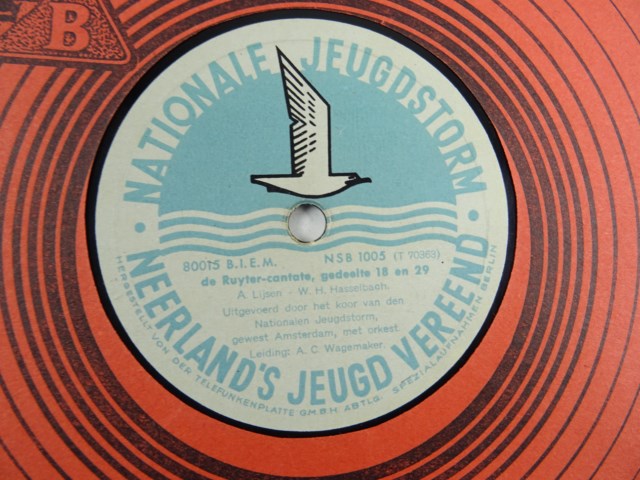 B
NATIONALE JEUGDSTORM
80015 B.I.E.M. NSB 1005 (T 70363)
de Ruyter-cantate, gedeelte 18 en 29
A. Lijsen - W. H. Hasselbach.
Uitgevoerd door het koor van den
Nationalen Jeugdstorm,
gewest Amsterdam, met orkest.
Leiding: A. C. Wagemaker.
NEERLAND'S JEUGD VEREEND
HERGESTELLT VON DER TELEFUNKENPLATTE G.M.B.H. ABTLG. SPEZIALAUFNAHMEN BERLIN